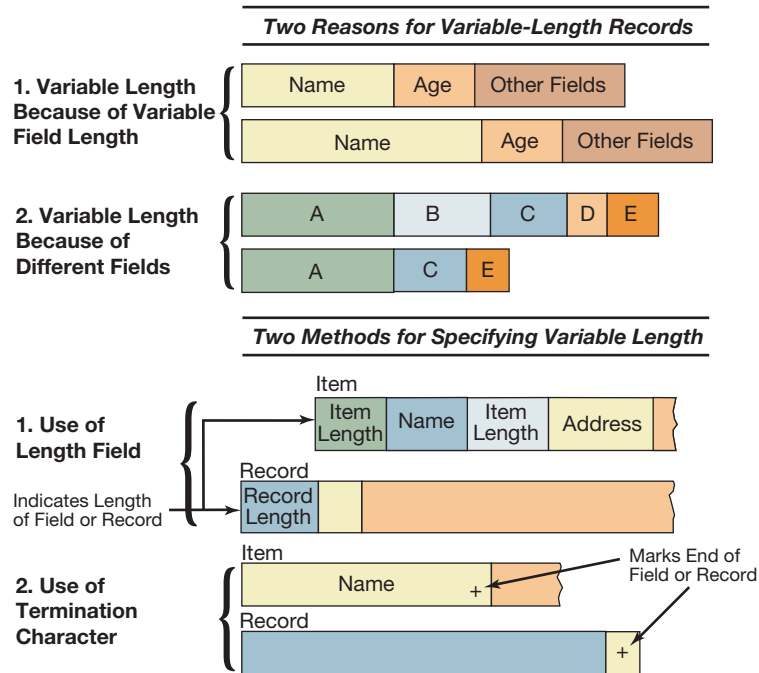 Two Reasons for Variable-Length Records
1. Variable Length
Because of Variable
Field Length
Name Age Other Fields
Name Age Other Fields
2. Variable Length
Because of
Different Fields
A B C D E
A C E
Two Methods for Specifying Variable Length
1. Use of
Length Field
Indicates Length
of Field or Record
Item
Item
Length
Name
Item
Length
Address
Record
Record
Length
2. Use of
Termination
Character
Item
Name +
Record
+
Marks End of
Field or Record